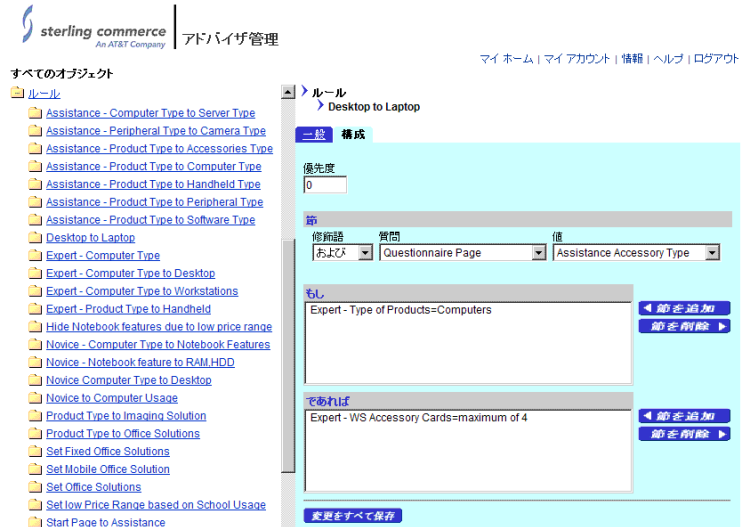 sterling commerce
An AT&T Company
アドバイザ管理
マイ ホーム | マイ アカウント | 情報 | ヘルプ | ログアウト
すべてのオブジェクト
ルール
Assistance - Computer Type to Server Type
Assistance - Peripheral Type to Camera Type
Assistance - Product Type to Accessories Type
Assistance - Product Type to Computer Type
Assistance - Product Type to Handheld Type
Assistance - Product Type to Peripheral Type
Assistance - Product Type to Software Type
Desktop to Laptop
Expert - Computer Type
Expert - Computer Type to Desktop
Expert - Computer Type to Workstations
Expert - Product Type to Handheld
Hide Notebook features due to low price range
Novice - Computer Type to Notebook Features
Novice - Notebook feature to RAM,HDD
Novice Computer Type to Desktop
Novice to Computer Usage
Product Type to Imaging Solution
Product Type to Office Solutions
Set Fixed Office Solutions
Set Mobile Office Solution
Set Office Solutions
Set low Price Range based on School Usage
Start Page to Assistance
ルール
Desktop to Laptop
一般 構成
優先度
0
節
修飾語 質問 値
および Questionnaire Page Assistance Accessory Type
もし
Expert - Type of Products=Computers
節を追加
節を削除
であれば
Expert - WS Accessory Cards=maximum of 4
節を追加
節を削除
変更をすべて保存